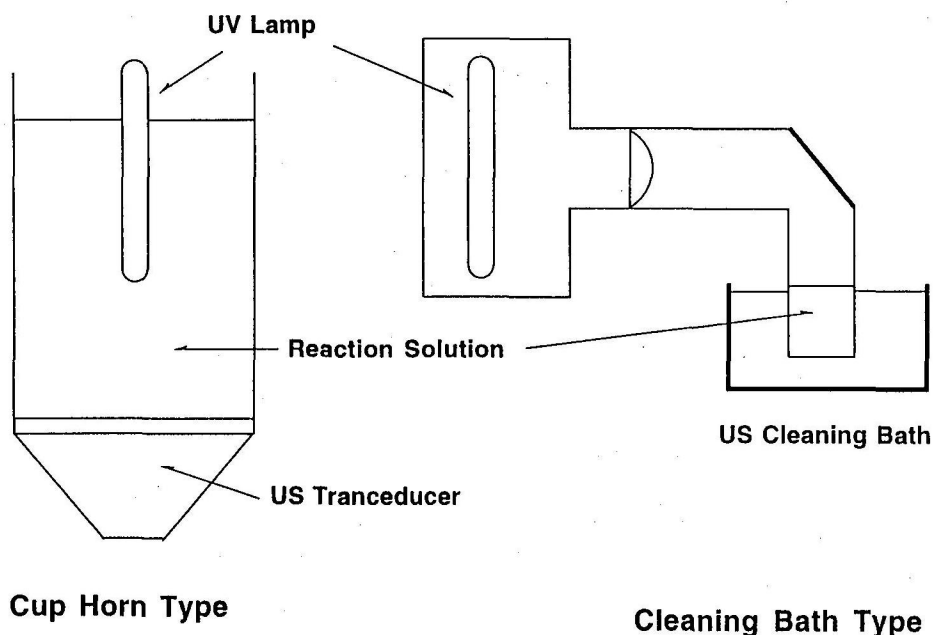 UV Lamp
Reaction Solution
US Cleaning Bath
US Tranceducer
Cup Horn Type
Cleaning Bath Type